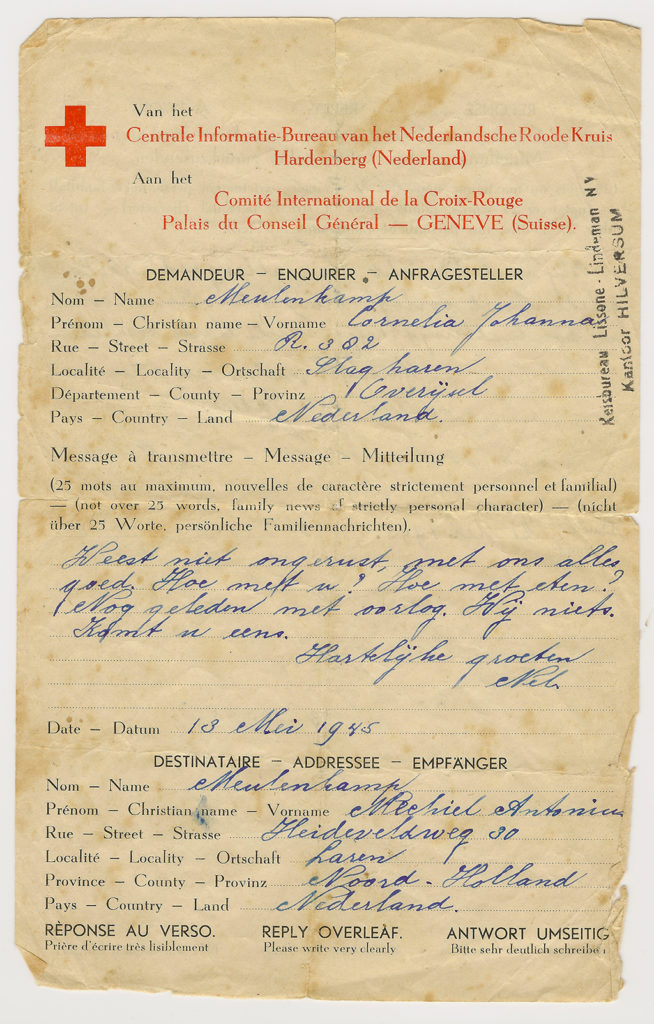 Van het
Centrale Informatie-Bureau van het Nederlandsche Roode Kruis
Hardenberg (Nederland)
Aan het
Comité International de la Croix-Rouge
Palais du Conseil Général — GENEVE (Suisse).
Reisbureau Lissone-Lindeman NV
Kantoor HILVERSUM
DEMANDEUR – ENQUIRER – ANFRAGESTELLER
Nom – Name Meulenkamp
Prénom – Christian name – Vorname Cornelia Johanna
Rue – Street – Strasse R. 382
Localité – Locality – Ortschaft Slagharen
Département – County – Provinz Overijsel
Pays – Country – Land Nederland.
Message à transmettre – Message – Mitteilung
(25 mots au maximum, nouvelles de caractère strictement personnel et familial)
— (not over 25 words, family news of strictly personal character) — (nicht
über 25 Worte, persönliche Familiennachrichten).
Weest niet ongerust, met ons alles
goed. Hoe met u? Hoe met eten?
Nog geleden met oorlog. Wij niets.
Komt u eens.
Hartelijke groeten
Nel.
Date – Datum 13 Mei 1945
DESTINATAIRE – ADDRESSEE – EMPFÄNGER
Nom – Name Meulenkamp
Prénom – Christian name – Vorname Mechiel Antonius
Rue – Street – Strasse Heideveldweg 30
Localité – Locality – Ortschaft Laren
Province – County – Provinz Noord-Holland
Pays – Country – Land Nederland.
RÈPONSE AU VERSO. REPLY OVERLEAF. ANTWORT UMSEITIG
Prière d'écrire très lisiblement Please write very clearly Bitte sehr deutlich schreiben